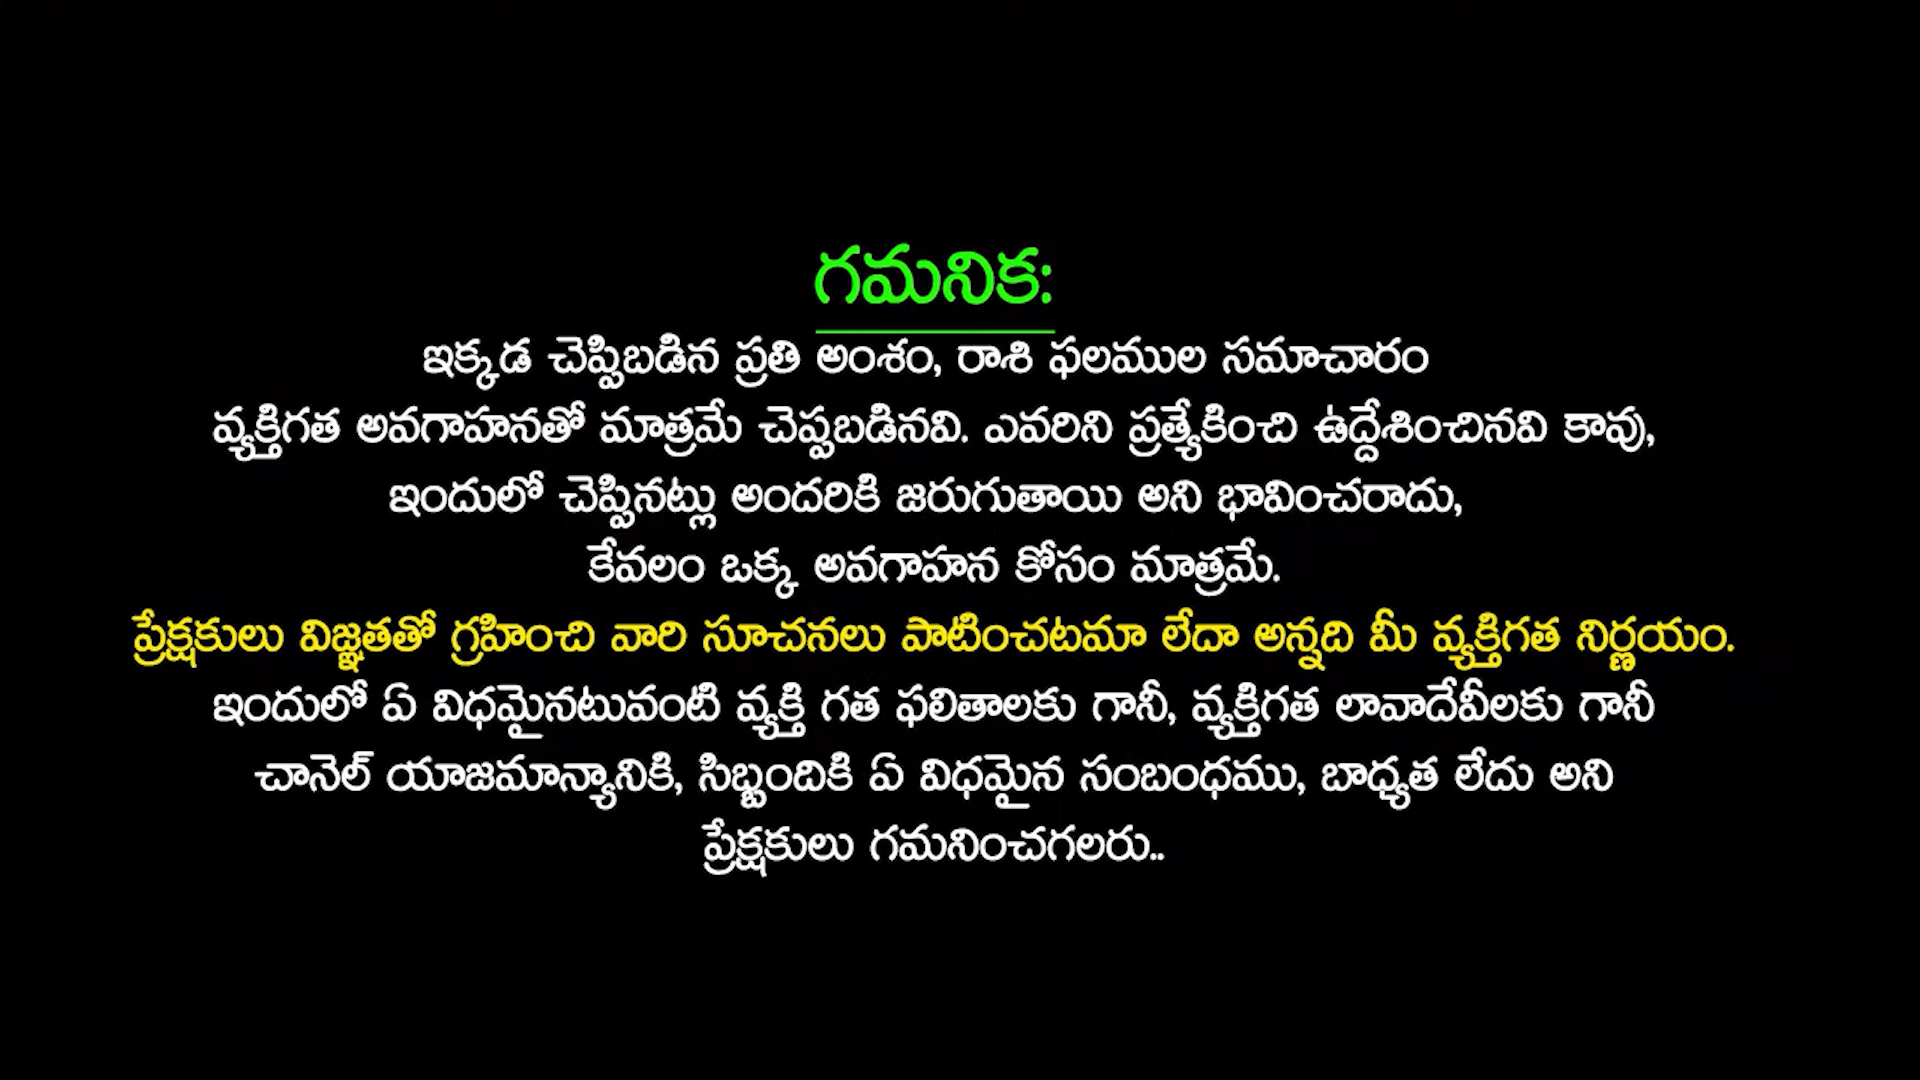 గమనిక:
ఇక్కడ చెప్పిబడిన ప్రతి అంశం, రాశి ఫలముల సమాచారం
వ్యక్తిగత అవగాహనతో మాత్రమే చెప్పబడినవి. ఎవరిని ప్రత్యేకించి ఉద్దేశించినవి కావు,
ఇందులో చెప్పినట్లు అందరికి జరుగుతాయి అని భావించరాదు,
కేవలం ఒక్క అవగాహన కోసం మాత్రమే.
ప్రేక్షకులు విజ్ఞతతో గ్రహించి వారి సూచనలు పాటించటమా లేదా అన్నది మీ వ్యక్తిగత నిర్ణయం.
ఇందులో ఏ విధమైనటువంటి వ్యక్తి గత ఫలితాలకు గానీ, వ్యక్తిగత లావాదేవీలకు గానీ
చానెల్ యాజమాన్యానికి, సిబ్బందికి ఏ విధమైన సంబంధము, బాధ్యత లేదు అని
ప్రేక్షకులు గమనించగలరు..